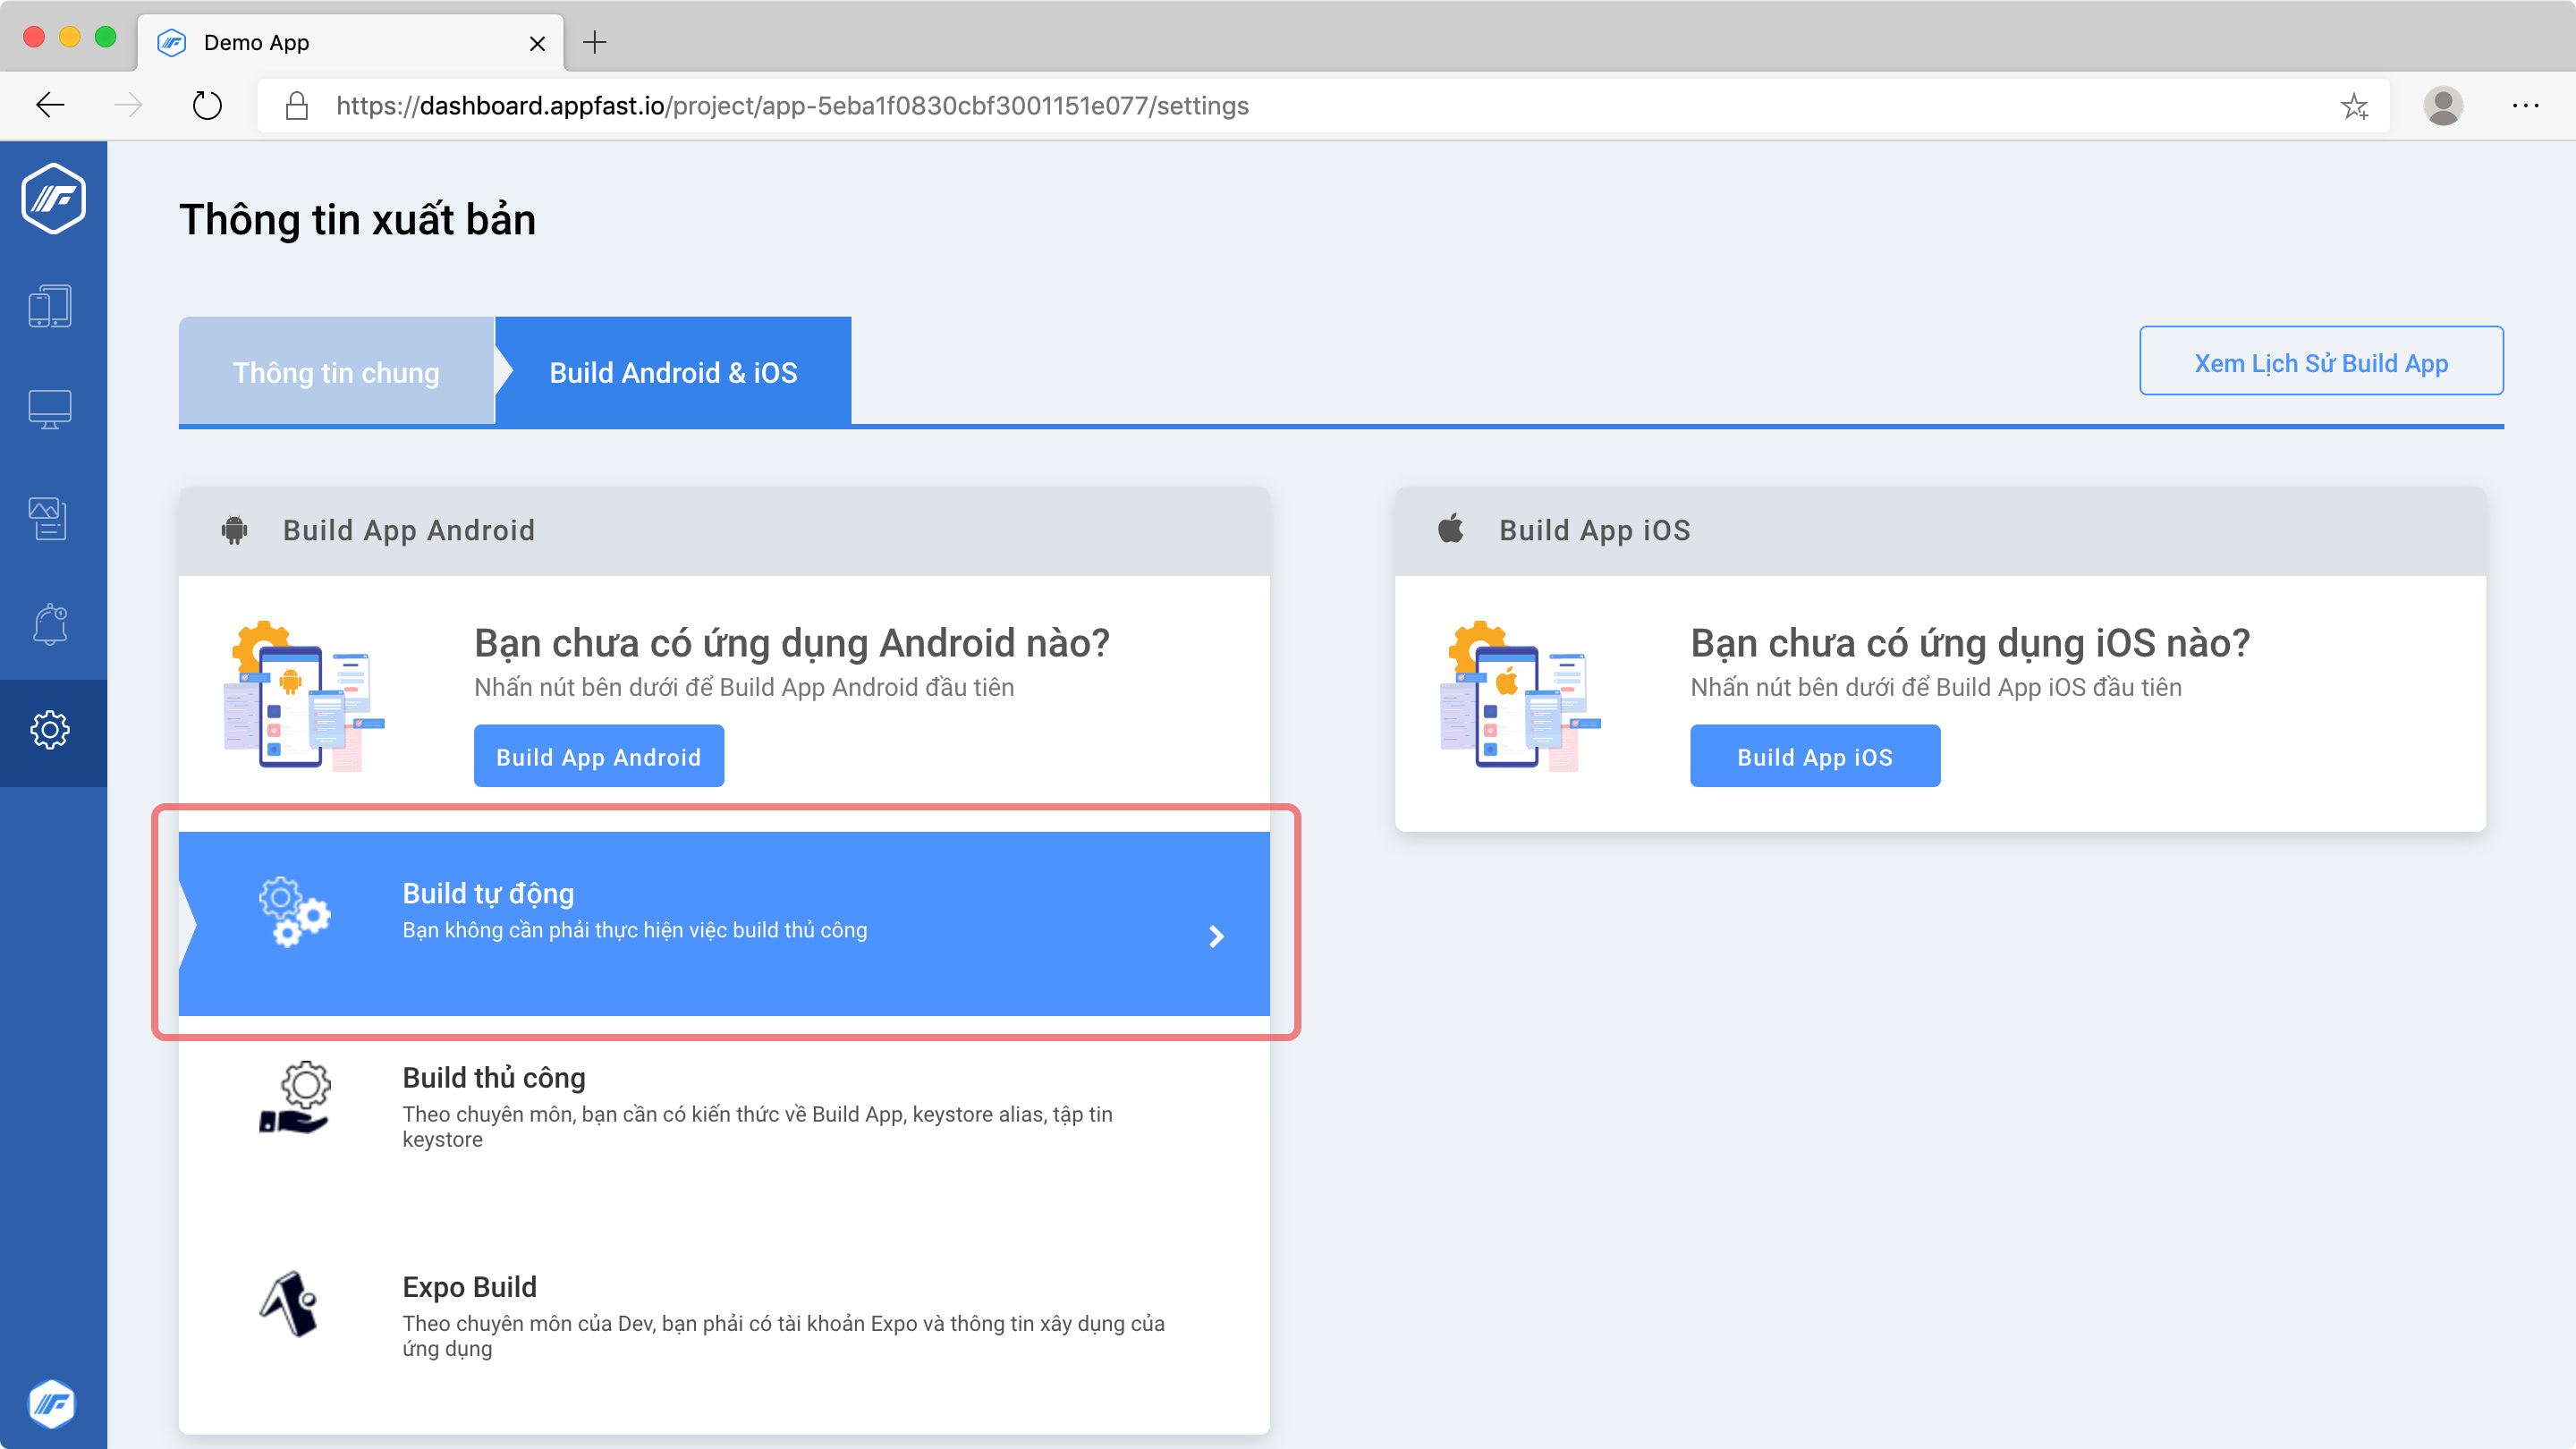 Demo App
https://dashboard.appfast.io/project/app-5eba1f0830cbf3001151e077/settings
Thông tin xuất bản
Thông tin chung
Build Android & iOS
Xem Lịch Sử Build App
Build App Android
Bạn chưa có ứng dụng Android nào?
Nhấn nút bên dưới để Build App Android đầu tiên
Build App Android
Build tự động
Bạn không cần phải thực hiện việc build thủ công
Build thủ công
Theo chuyên môn, bạn cần có kiến thức về Build App, keystore alias, tập tin
keystore
Expo Build
Theo chuyên môn của Dev, bạn phải có tài khoản Expo và thông tin xây dụng của
ứng dụng
Build App iOS
Bạn chưa có ứng dụng iOS nào?
Nhấn nút bên dưới để Build App iOS đầu tiên
Build App iOS